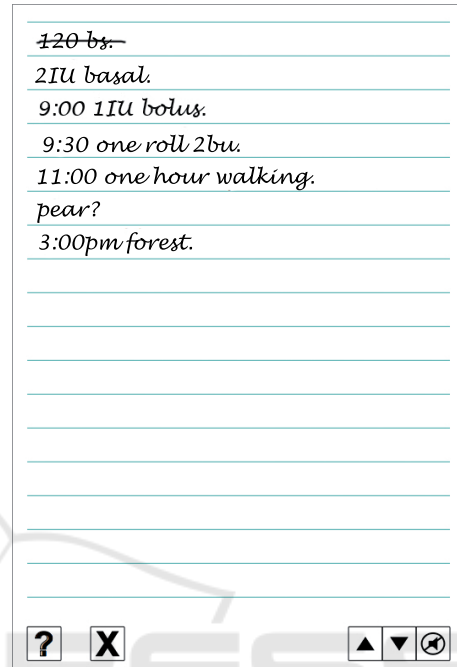 120 bs.
2IU basal.
9:00 1IU bolus.
9:30 one roll 2bu.
11:00 one hour walking.
pear?
3:00pm forest.
? X